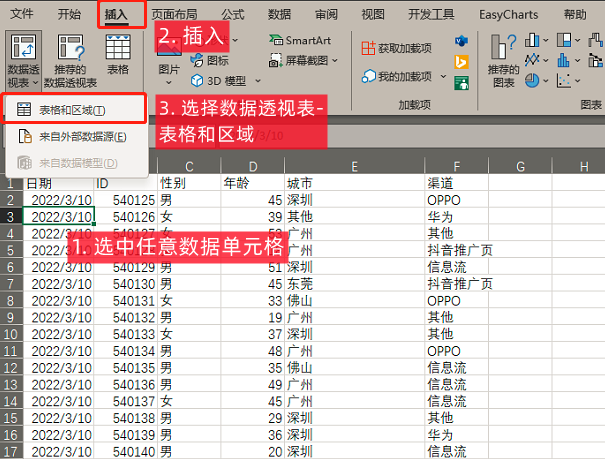 文件 开始 插入 页面布局 公式 数据 审阅 视图 开发工具 EasyCharts 帮助
2. 插入
数据透视表 推荐的数据透视表 表格 图片 图标 3D 模型 SmartArt 屏幕截图 获取加载项 我的加载项 推荐的图表
加载项 图表
表格和区域(T)
来自外部数据源(E)
来自数据模型(D)
3. 选择数据透视表-
表格和区域
C D E F G H
1 日期 ID 性别 年龄 城市 渠道
2 2022/3/10 540125 男 45 深圳 OPPO
3 2022/3/10 540126 女 39 其他 华为
4 2022/3/10 540127 女 53 广州 其他
1. 选中任意数据单元格
5 广州 抖音推广页
6 2022/3/10 540129 男 51 深圳 信息流
7 2022/3/10 540130 男 45 东莞 抖音推广页
8 2022/3/10 540131 女 33 佛山 OPPO
9 2022/3/10 540132 男 19 广州 其他
10 2022/3/10 540133 女 37 深圳 其他
11 2022/3/10 540134 男 48 广州 OPPO
12 2022/3/10 540135 男 35 佛山 信息流
13 2022/3/10 540136 男 49 广州 信息流
14 2022/3/10 540137 女 45 广州 信息流
15 2022/3/10 540138 男 29 深圳 其他
16 2022/3/10 540139 男 36 深圳 华为
17 2022/3/10 540140 男 20 深圳 信息流